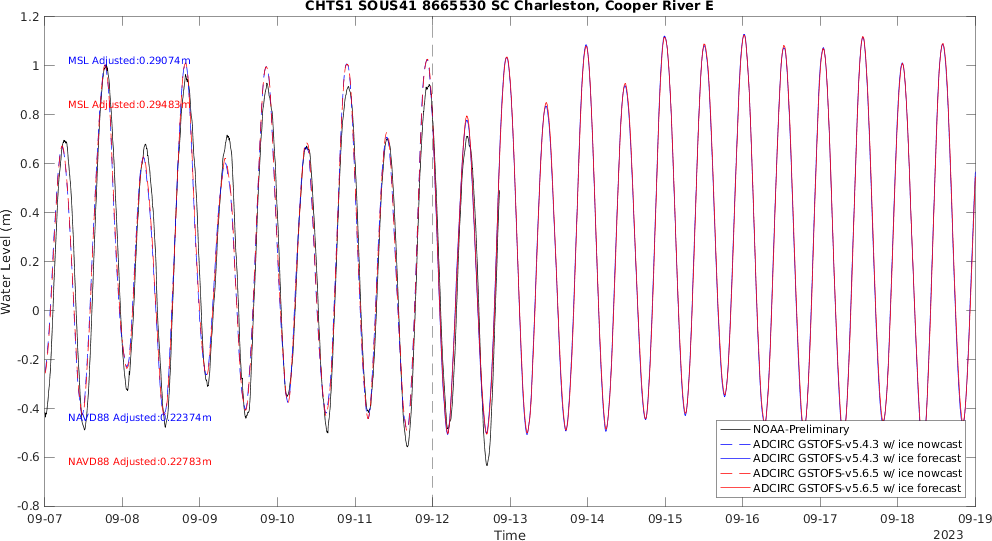 CHTS1 SOUS41 8665530 SC Charleston, Cooper River E
1.2
1
0.8
0.6
0.4
0.2
0
-0.2
-0.4
-0.6
-0.8
Water Level (m)
MSL Adjusted:0.29074m
MSL Adjusted:0.29483m
NAVD88 Adjusted:0.22374m
NAVD88 Adjusted:0.22783m
NOAA-Preliminary
ADCIRC GSTOFS-v5.4.3 w/ ice nowcast
ADCIRC GSTOFS-v5.4.3 w/ ice forecast
ADCIRC GSTOFS-v5.6.5 w/ ice nowcast
ADCIRC GSTOFS-v5.6.5 w/ ice forecast
09-07 09-08 09-09 09-10 09-11 09-12 09-13 09-14 09-15 09-16 09-17 09-18 09-19
Time
2023